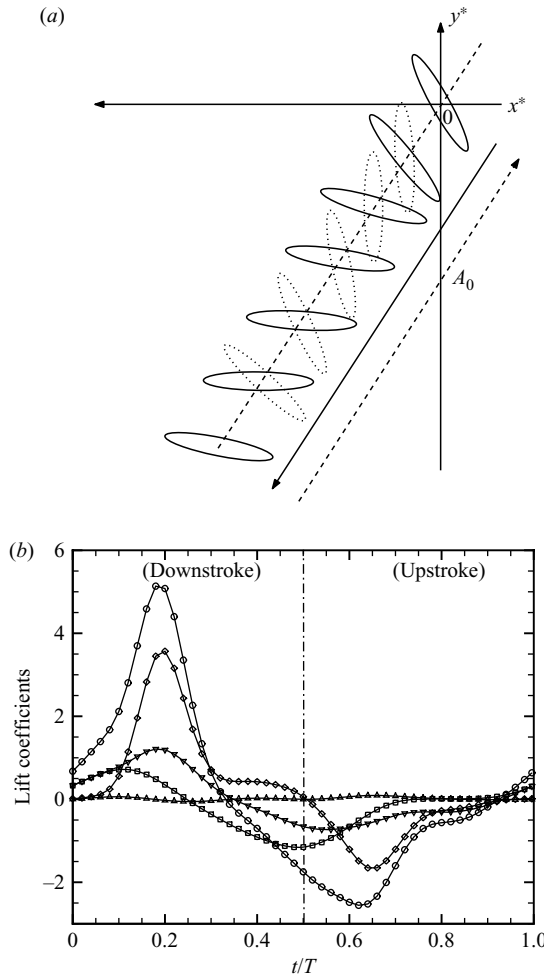 (a)
y*
x*
0
A0
(b)
6
(Downstroke) (Upstroke)
4
2
0
−2
Lift coefficients
0 0.2 0.4 0.6 0.8 1.0
t/T